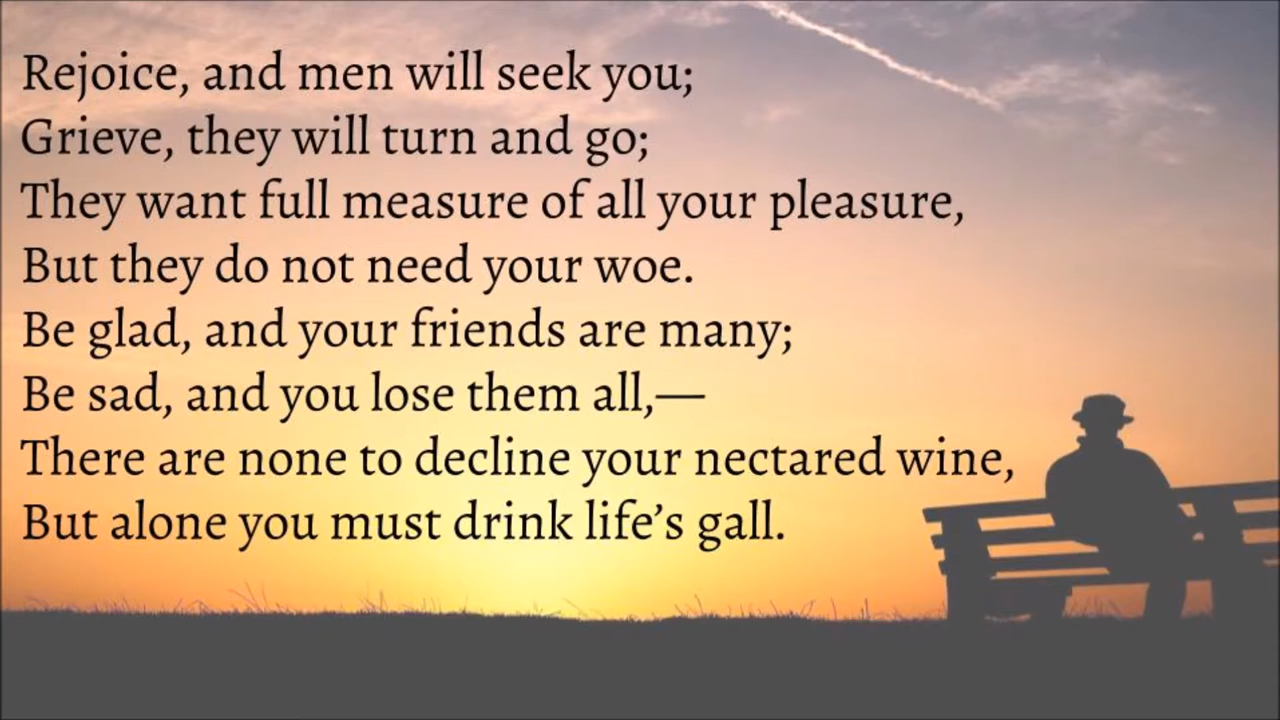 Rejoice, and men will seek you;
Grieve, they will turn and go;
They want full measure of all your pleasure,
But they do not need your woe.
Be glad, and your friends are many;
Be sad, and you lose them all,—
There are none to decline your nectared wine,
But alone you must drink life’s gall.